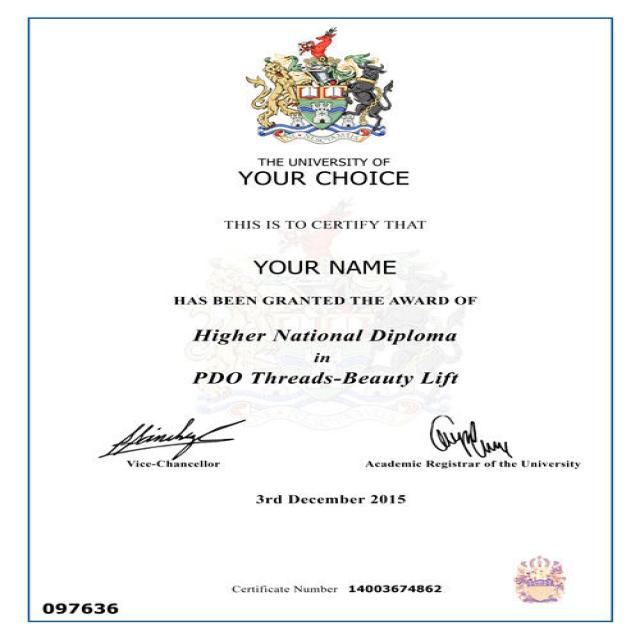 THE UNIVERSITY OF
YOUR CHOICE
THIS IS TO CERTIFY THAT
YOUR NAME
HAS BEEN GRANTED THE AWARD OF
Higher National Diploma
in
PDO Threads-Beauty Lift
Vice-Chancellor
Academic Registrar of the University
3rd December 2015
Certificate Number 14003674862
097636